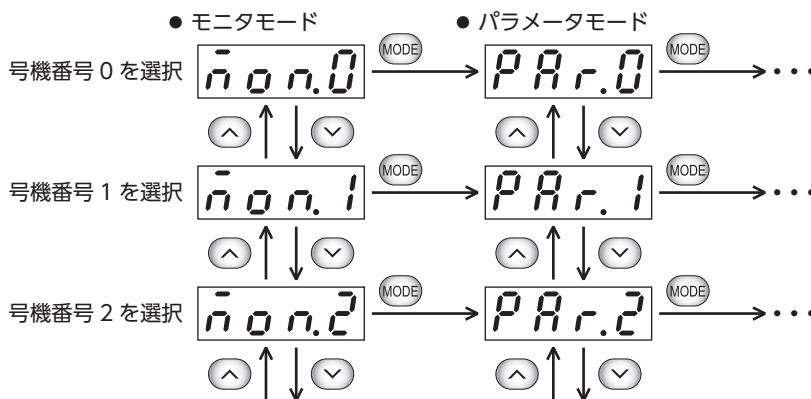 ● モニタモード ● パラメータモード
号機番号 0 を選択 mon.0 MODE PAr.0 MODE ・・・
号機番号 1 を選択 mon.1 MODE PAr.1 MODE ・・・
号機番号 2 を選択 mon.2 MODE PAr.2 MODE ・・・